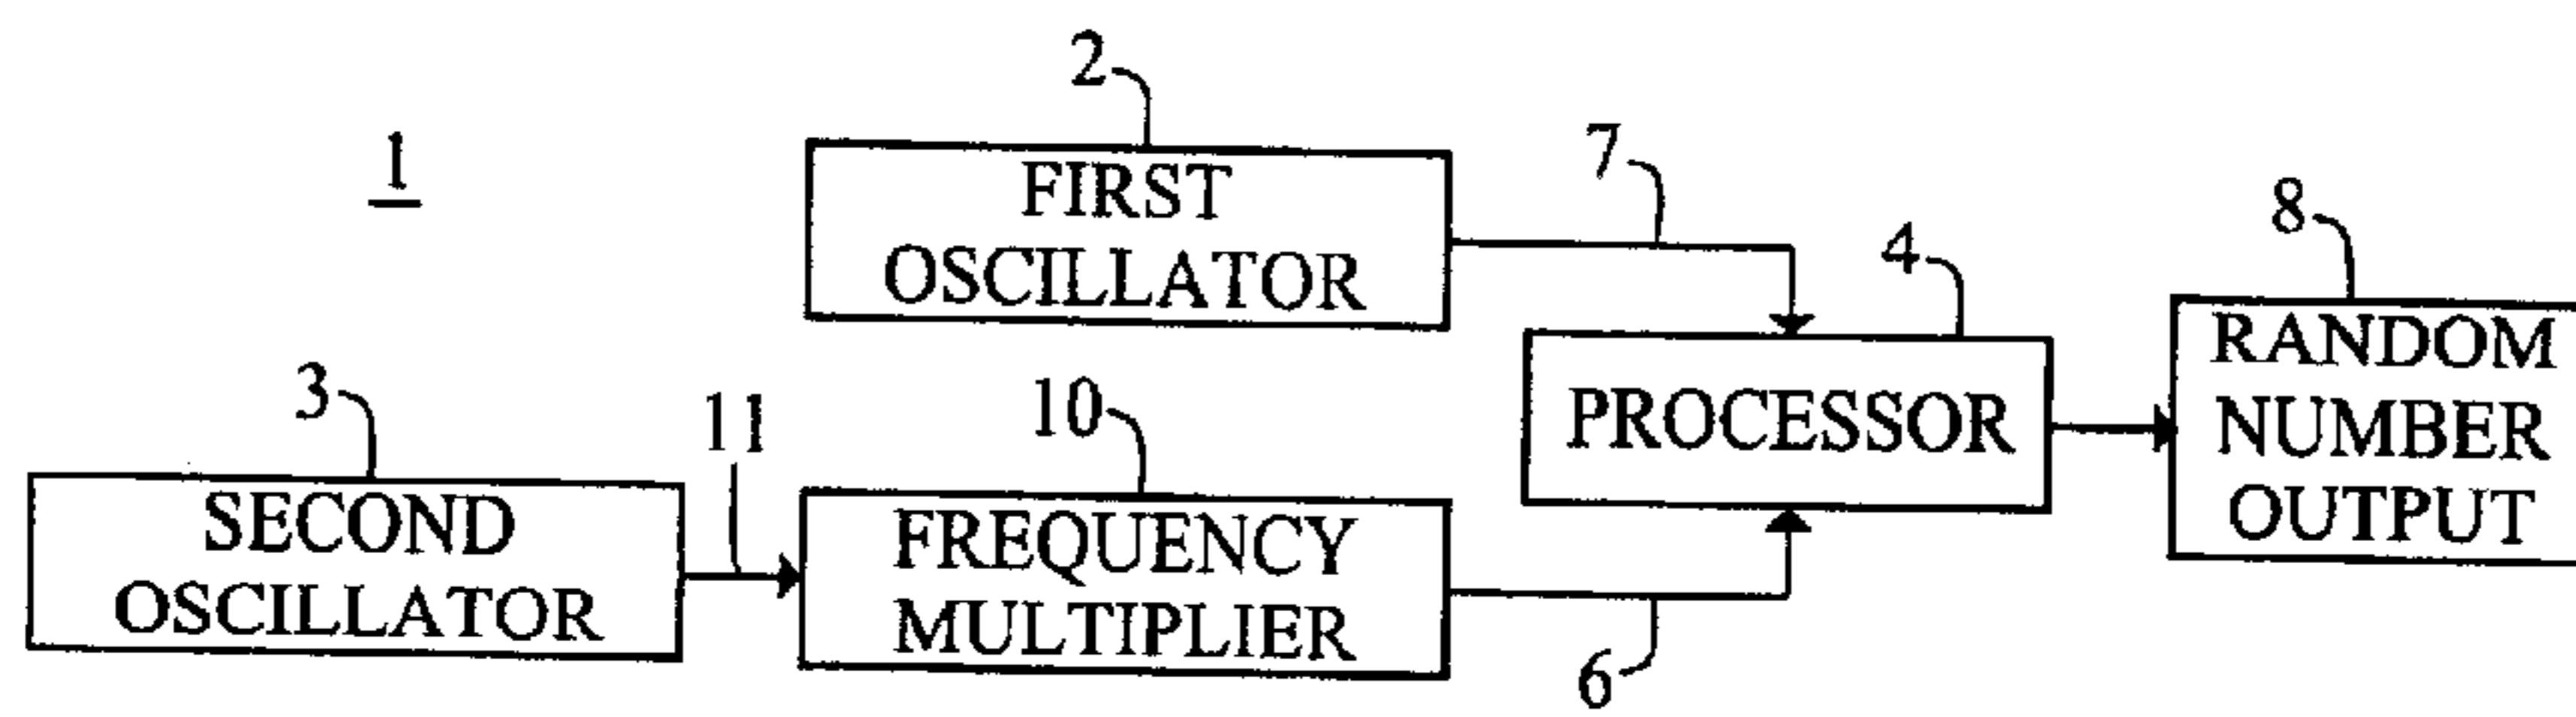 1
2
FIRST
OSCILLATOR
7
4
PROCESSOR
8
RANDOM
NUMBER
OUTPUT
3
SECOND
OSCILLATOR
11
10
FREQUENCY
MULTIPLIER
6